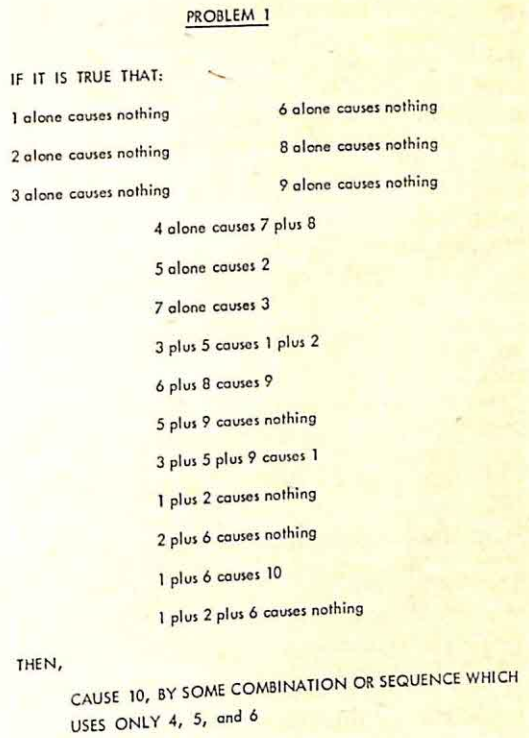 PROBLEM 1
IF IT IS TRUE THAT:
1 alone causes nothing
6 alone causes nothing
2 alone causes nothing
8 alone causes nothing
3 alone causes nothing
9 alone causes nothing
4 alone causes 7 plus 8
5 alone causes 2
7 alone causes 3
3 plus 5 causes 1 plus 2
6 plus 8 causes 9
5 plus 9 causes nothing
3 plus 5 plus 9 causes 1
1 plus 2 causes nothing
2 plus 6 causes nothing
1 plus 6 causes 10
1 plus 2 plus 6 causes nothing
THEN,
CAUSE 10, BY SOME COMBINATION OR SEQUENCE WHICH
USES ONLY 4, 5, and 6